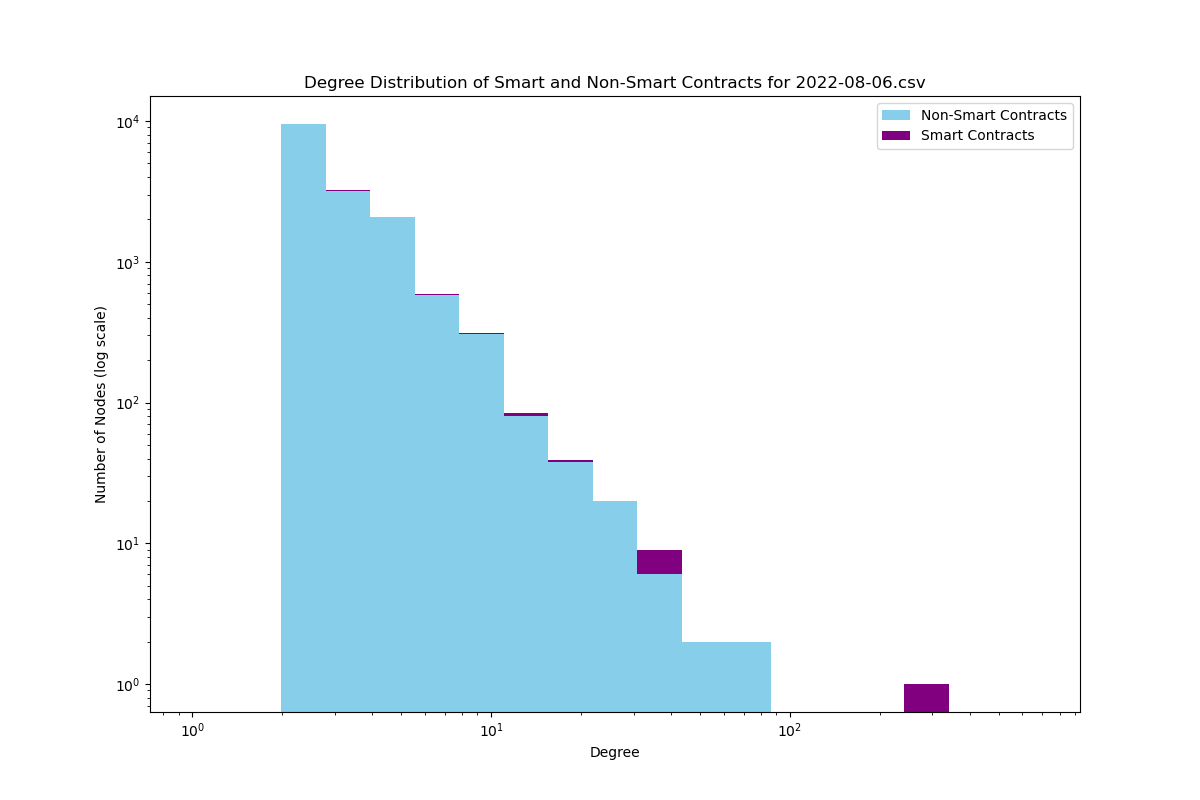 Degree Distribution of Smart and Non-Smart Contracts for 2022-08-06.csv
Non-Smart Contracts
Smart Contracts
10⁴
10³
10²
10¹
10⁰
Number of Nodes (log scale)
10⁰ 10¹ 10²
Degree